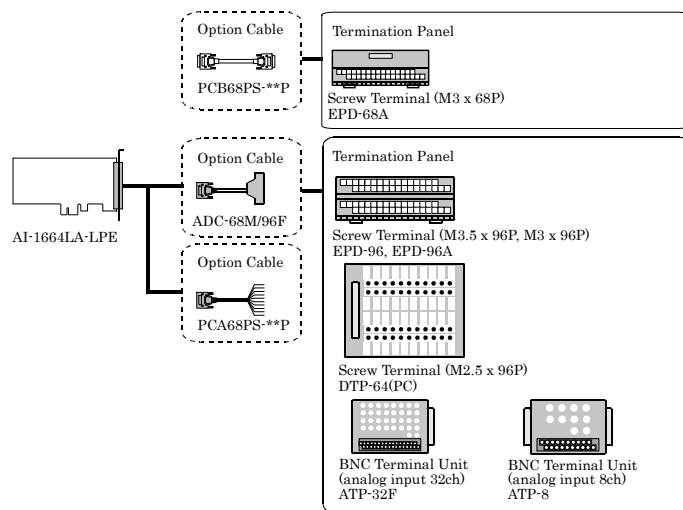 Option Cable
PCB68PS-**P
Termination Panel
Screw Terminal (M3 x 68P)
EPD-68A
AI-1664LA-LPE
Option Cable
ADC-68M/96F
Option Cable
PCA68PS-**P
Termination Panel
Screw Terminal (M3.5 x 96P, M3 x 96P)
EPD-96, EPD-96A
Screw Terminal (M2.5 x 96P)
DTP-64(PC)
BNC Terminal Unit
(analog input 32ch)
ATP-32F
BNC Terminal Unit
(analog input 8ch)
ATP-8